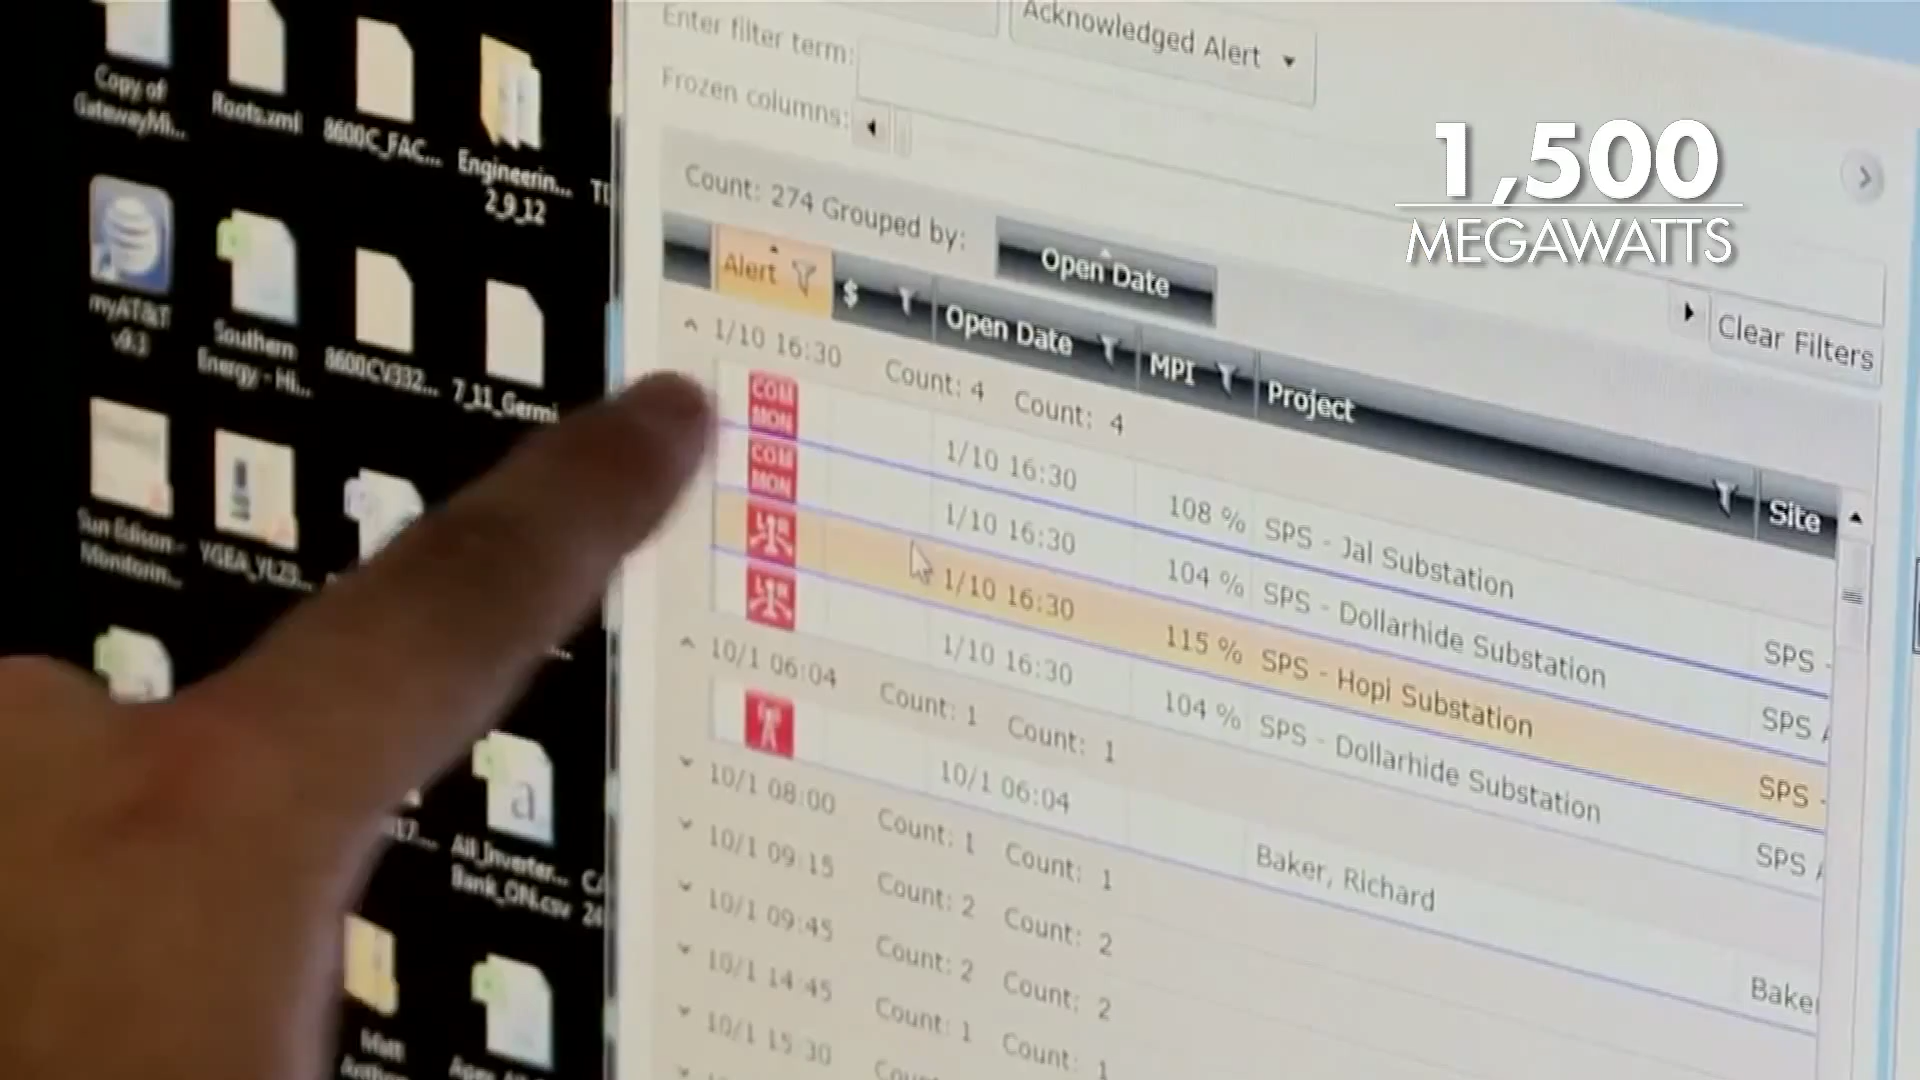 Copy of
GatewayMi...
Roots.xml
8600C_FAC...
Engineerin...
2_9_12
myAT&T
v9.3
Southern
Energy - Hi...
8600CV332...
7_11_Germi
Sun Edison-
Monitorin...
YGEA_YL23...
All_Inverter...
Bank_ON.csv
24
Matt
Acknowledged Alert
Enter filter term:
Frozen columns:
1,500
MEGAWATTS
Count: 274 Grouped by:
Open Date
Clear Filters
Alert $ Open Date MPI Project Site
1/10 16:30 Count: 4 Count: 4
COM MON 1/10 16:30 108 % SPS - Jal Substation SPS -
COM MON 1/10 16:30 104 % SPS - Dollarhide Substation SPS
1/10 16:30 115 % SPS - Hopi Substation SPS -
1/10 16:30 104 % SPS - Dollarhide Substation SPS
10/1 06:04 Count: 1 Count: 1
10/1 06:04 Baker, Richard Bake
10/1 08:00 Count: 1 Count: 1
10/1 09:15 Count: 2 Count: 2
10/1 09:45 Count: 2 Count: 2
10/1 14:45 Count: 1 Count: 1
10/1 15:30